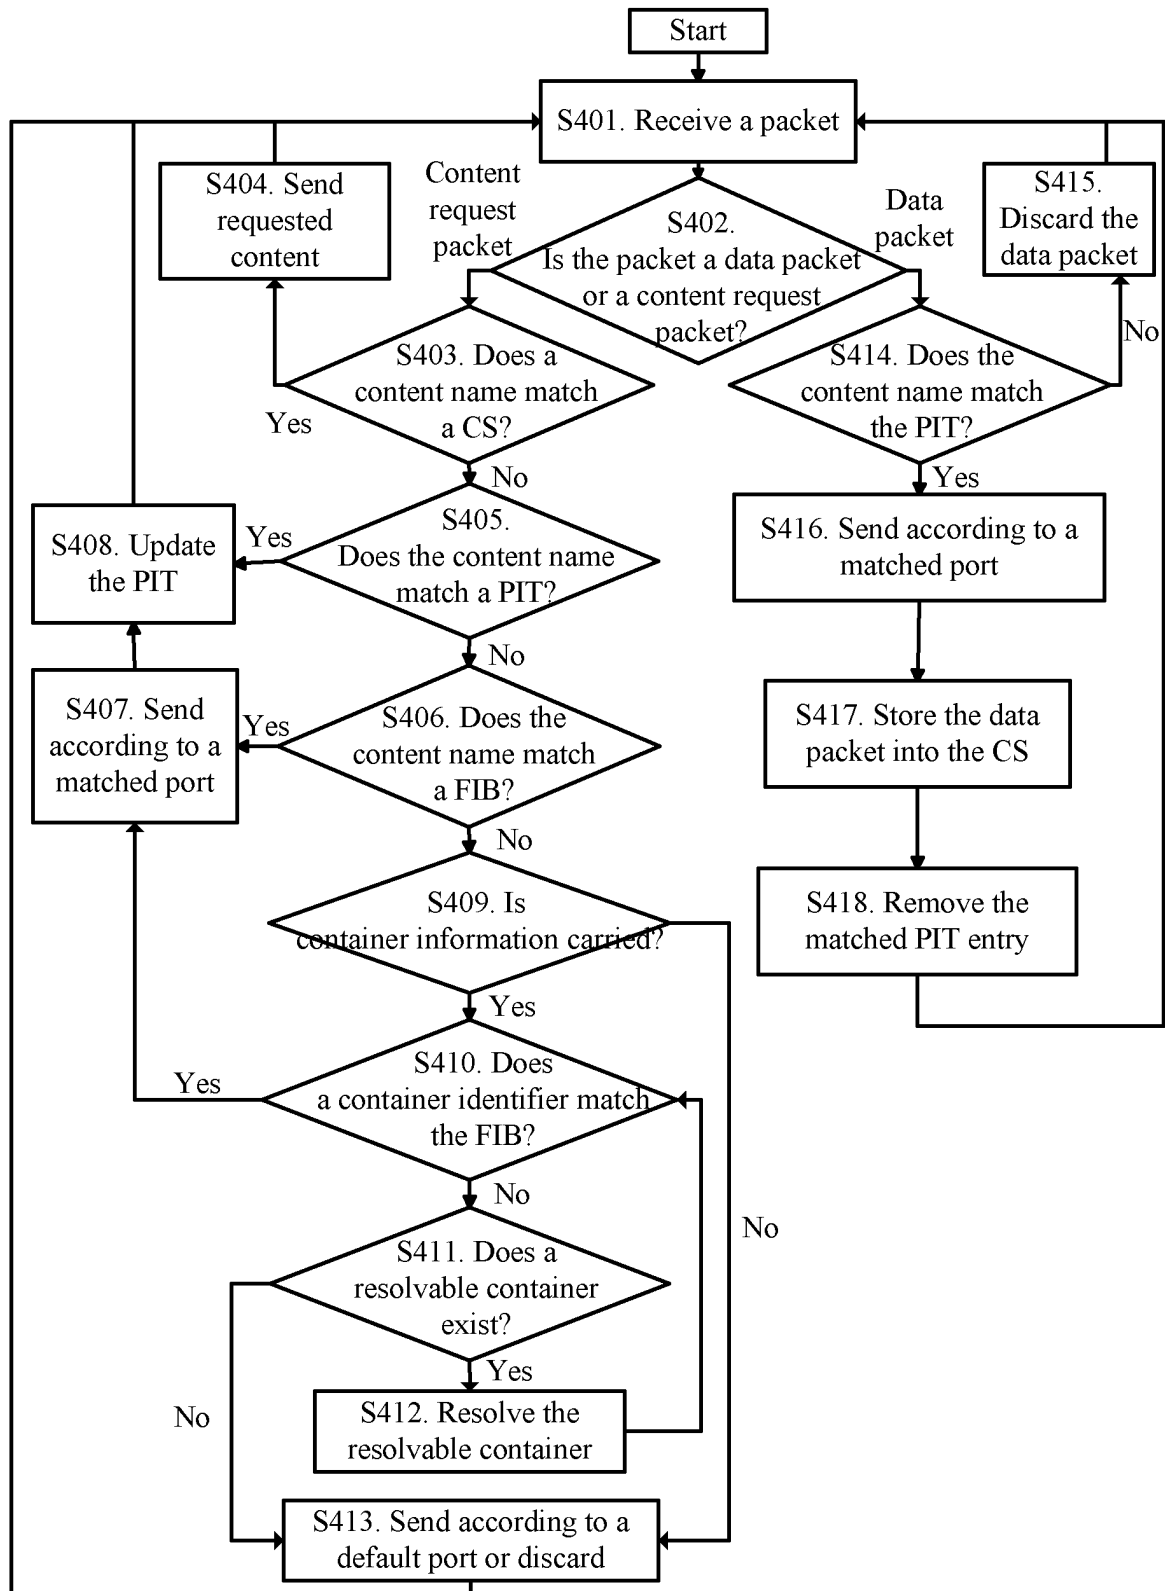 Start
S401. Receive a packet
Content
request
packet
Data
packet
S402.
Is the packet a data packet
or a content request
packet?
S404. Send
requested
content
S415.
Discard the
data packet
S403. Does a
content name match
a CS?
Yes
No
S414. Does the
content name match
the PIT?
No
Yes
S405.
Does the content name
match a PIT?
Yes
No
S408. Update
the PIT
S416. Send according to a
matched port
S406. Does the
content name match
a FIB?
Yes
No
S407. Send
according to a
matched port
S417. Store the data
packet into the CS
S409. Is
container information carried?
Yes
No
S418. Remove the
matched PIT entry
S410. Does
a container identifier match
the FIB?
Yes
No
S411. Does a
resolvable container
exist?
Yes
No
S412. Resolve the
resolvable container
S413. Send according to a
default port or discard